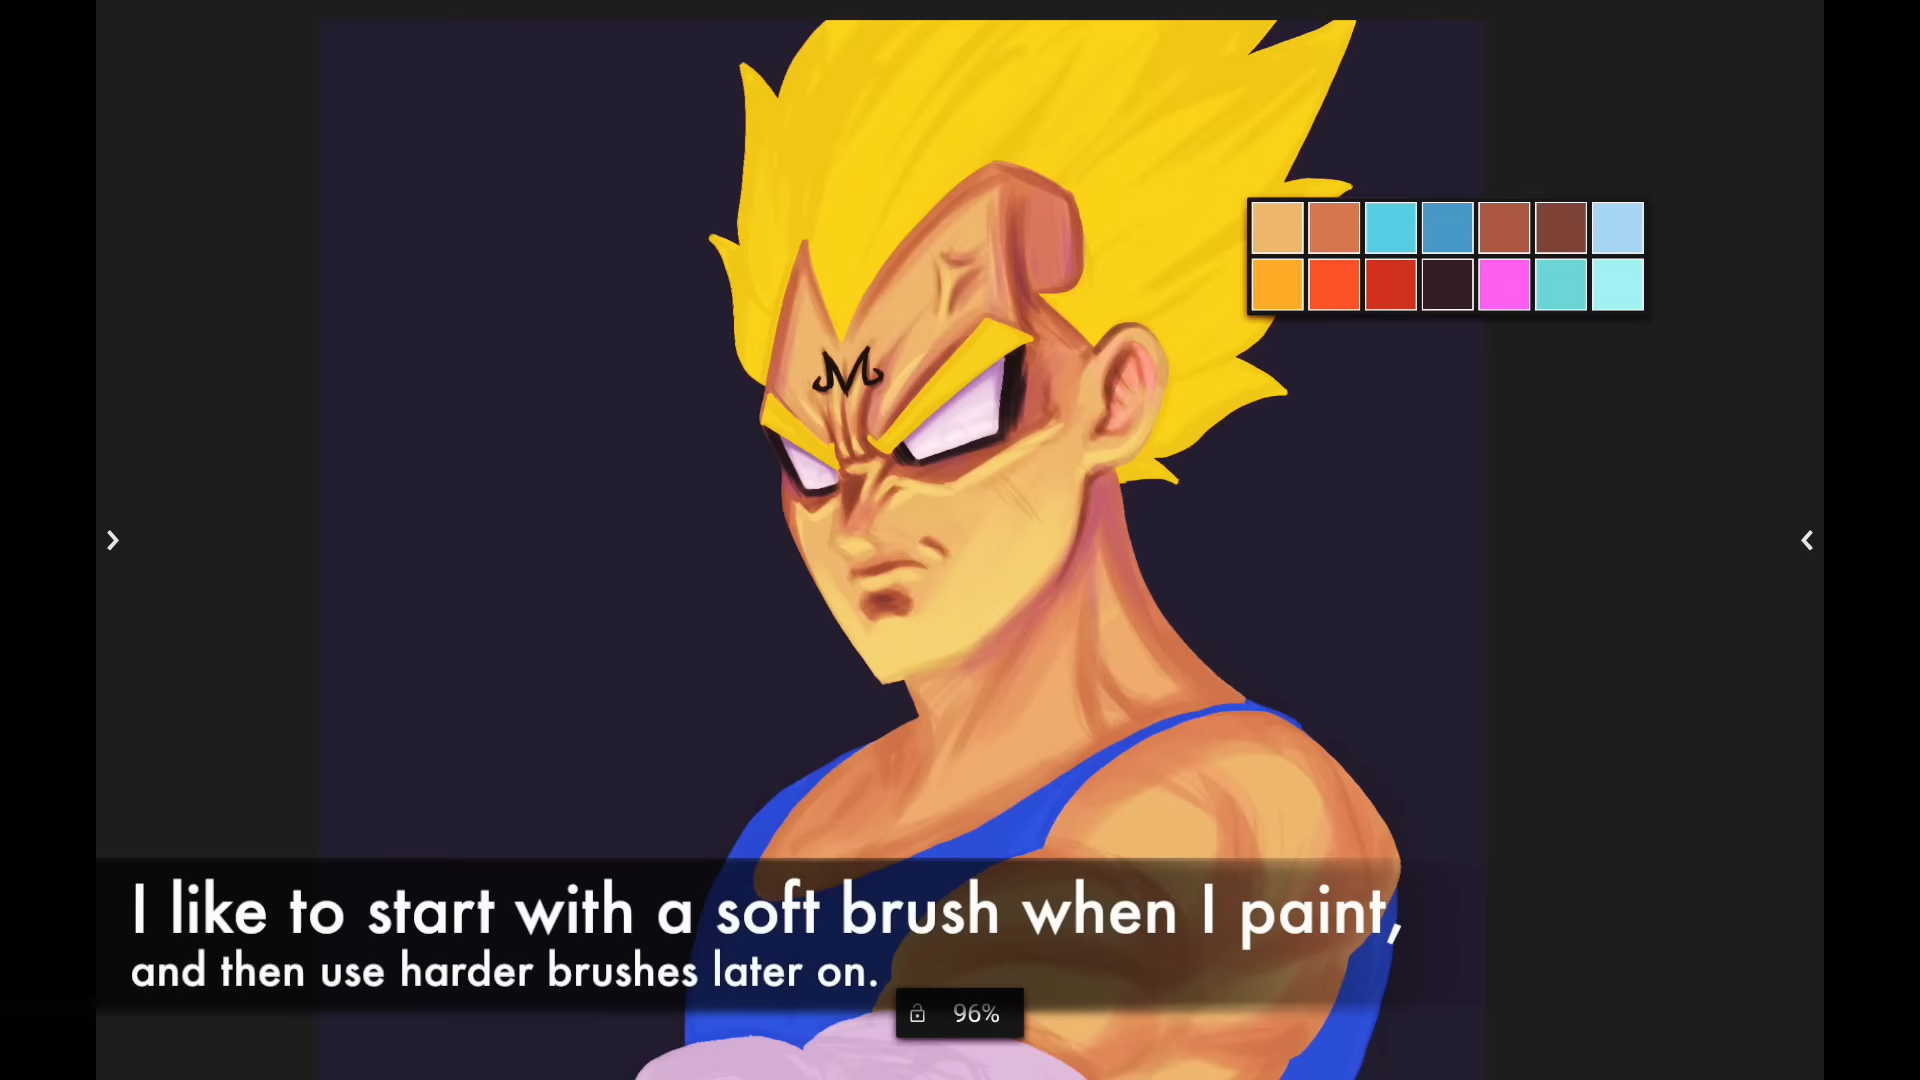 M
I like to start with a soft brush when I paint,
and then use harder brushes later on.
96%